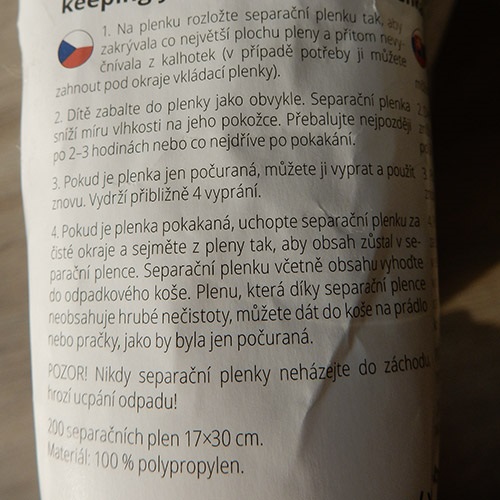 keeping
1. Na plenku rozložte separační plenku tak, aby
zakrývala co největší plochu pleny a přitom nevy-
čnívala z kalhotek (v případě potřeby ji můžete
zahnout pod okraje vkládací plenky).
2. Dítě zabalte do plenky jako obvykle. Separační plenka
sníží míru vlhkosti na jeho pokožce. Přebalujte nejpozději
po 2–3 hodinách nebo co nejdříve po pokakání.
3. Pokud je plenka jen počuraná, můžete ji vyprat a použít
znovu. Vydrží přibližně 4 vyprání.
4. Pokud je plenka pokakaná, uchopte separační plenku za
čisté okraje a sejměte z pleny tak, aby obsah zůstal v se-
parační plence. Separační plenku včetně obsahu vyhoďte
do odpadkového koše. Plenu, která díky separační plence
neobsahuje hrubé nečistoty, můžete dát do koše na prádlo
nebo pračky, jako by byla jen počuraná.
POZOR! Nikdy separační plenky neházejte do záchodu,
hrozí ucpání odpadu!
200 separačních plen 17×30 cm.
Materiál: 100 % polypropylen.